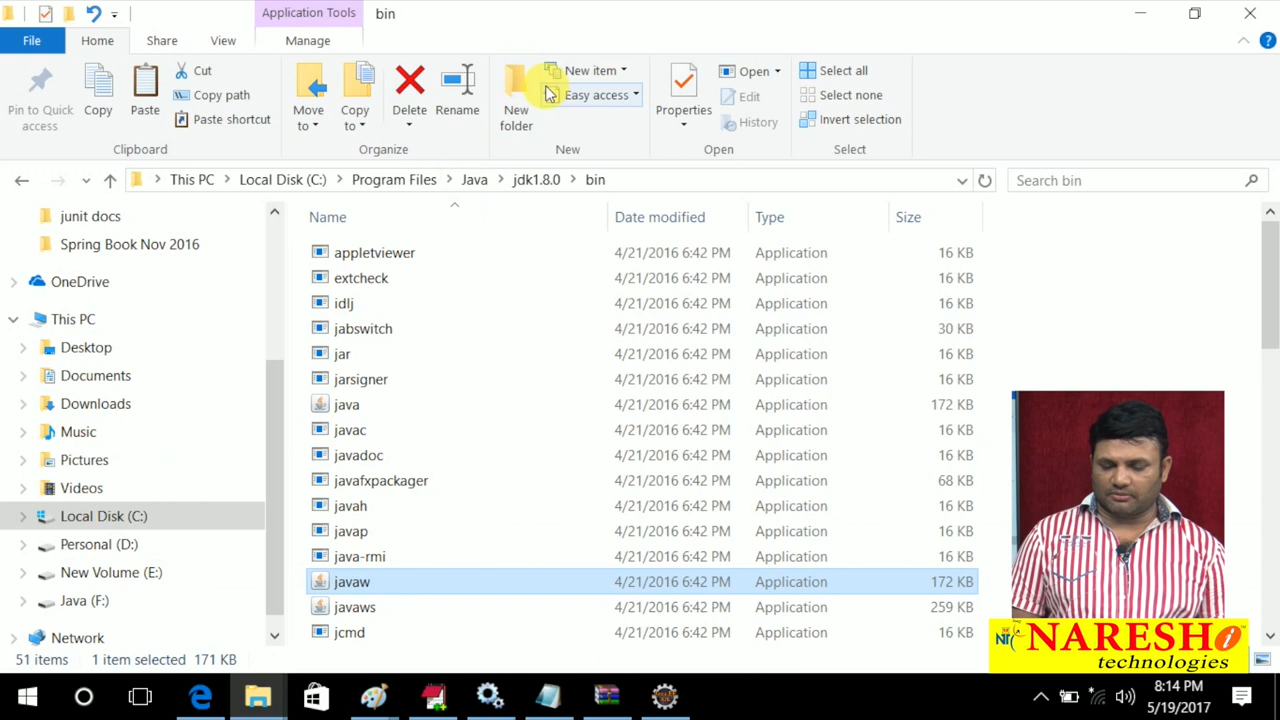 Application Tools
bin
File
Home
Share
View
Manage
Pin to Quick access
Copy
Paste
Cut
Copy path
Paste shortcut
Clipboard
Move to
Copy to
Delete
Rename
Organize
New folder
New item
Easy access
New
Properties
Open
Edit
History
Open
Select all
Select none
Invert selection
Select
This PC
Local Disk (C:)
Program Files
Java
jdk1.8.0
bin
Search bin
junit docs
Spring Book Nov 2016
OneDrive
This PC
Desktop
Documents
Downloads
Music
Pictures
Videos
Local Disk (C:)
Personal (D:)
New Volume (E:)
Java (F:)
Network
Name Date modified Type Size
appletviewer 4/21/2016 6:42 PM Application 16 KB
extcheck 4/21/2016 6:42 PM Application 16 KB
idlj 4/21/2016 6:42 PM Application 16 KB
jabswitch 4/21/2016 6:42 PM Application 30 KB
jar 4/21/2016 6:42 PM Application 16 KB
jarsigner 4/21/2016 6:42 PM Application 16 KB
java 4/21/2016 6:42 PM Application 172 KB
javac 4/21/2016 6:42 PM Application 16 KB
javadoc 4/21/2016 6:42 PM Application 16 KB
javafxpackager 4/21/2016 6:42 PM Application 68 KB
javah 4/21/2016 6:42 PM Application 16 KB
javap 4/21/2016 6:42 PM Application 16 KB
java-rmi 4/21/2016 6:42 PM Application 16 KB
javaw 4/21/2016 6:42 PM Application 172 KB
javaws 4/21/2016 6:42 PM Application 259 KB
jcmd 4/21/2016 6:42 PM Application 16 KB
NARESH i
technologies
51 items 1 item selected 171 KB
8:14 PM
5/19/2017